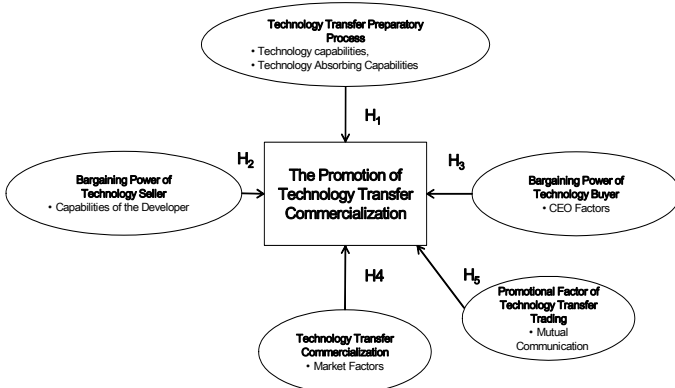 Technology Transfer Preparatory
Process
• Technology capabilities,
• Technology Absorbing Capabilities
H1
H2
Bargaining Power of
Technology Seller
• Capabilities of the Developer
The Promotion of
Technology Transfer
Commercialization
H3
Bargaining Power of
Technology Buyer
• CEO Factors
H4
H5
Technology Transfer
Commercialization
• Market Factors
Promotional Factor of
Technology Transfer
Trading
• Mutual
Communication